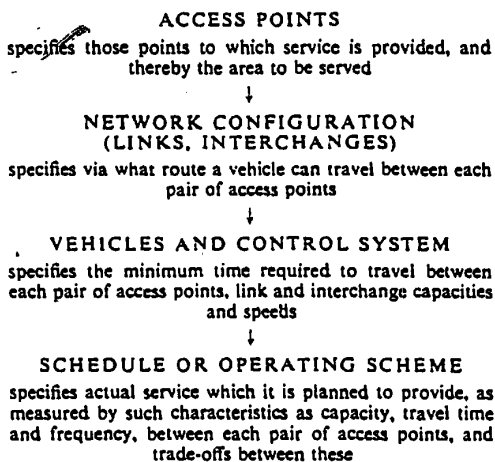 ACCESS POINTS
specifies those points to which service is provided, and
thereby the area to be served
↓
NETWORK CONFIGURATION
(LINKS, INTERCHANGES)
specifies via what route a vehicle can travel between each
pair of access points
↓
VEHICLES AND CONTROL SYSTEM
specifies the minimum time required to travel between
each pair of access points, link and interchange capacities
and speeds
↓
SCHEDULE OR OPERATING SCHEME
specifies actual service which it is planned to provide, as
measured by such characteristics as capacity, travel time
and frequency, between each pair of access points, and
trade-offs between these